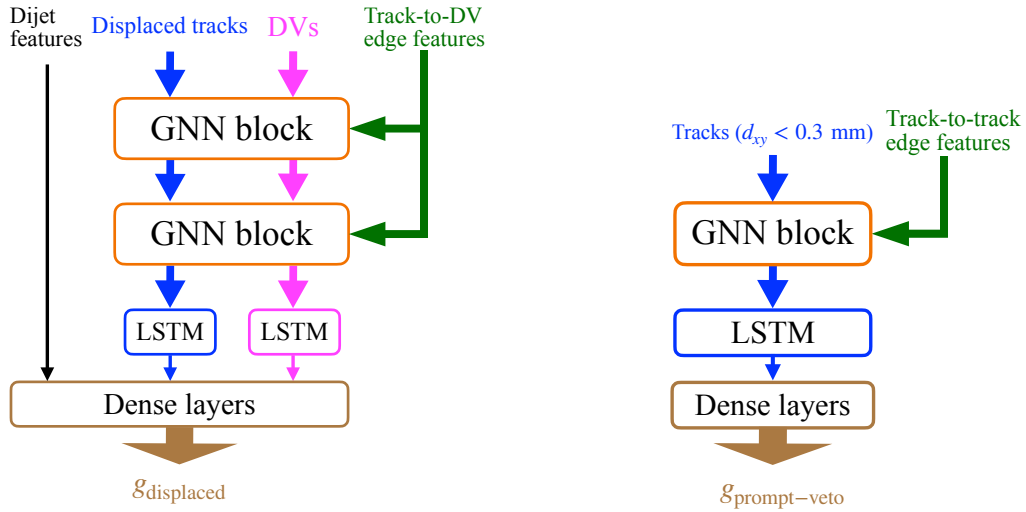 Dijet
features
Displaced tracks
DVs
Track-to-DV
edge features
GNN block
GNN block
LSTM
LSTM
Dense layers
g_displaced
Tracks (d_xy < 0.3 mm)
Track-to-track
edge features
GNN block
LSTM
Dense layers
g_prompt−veto